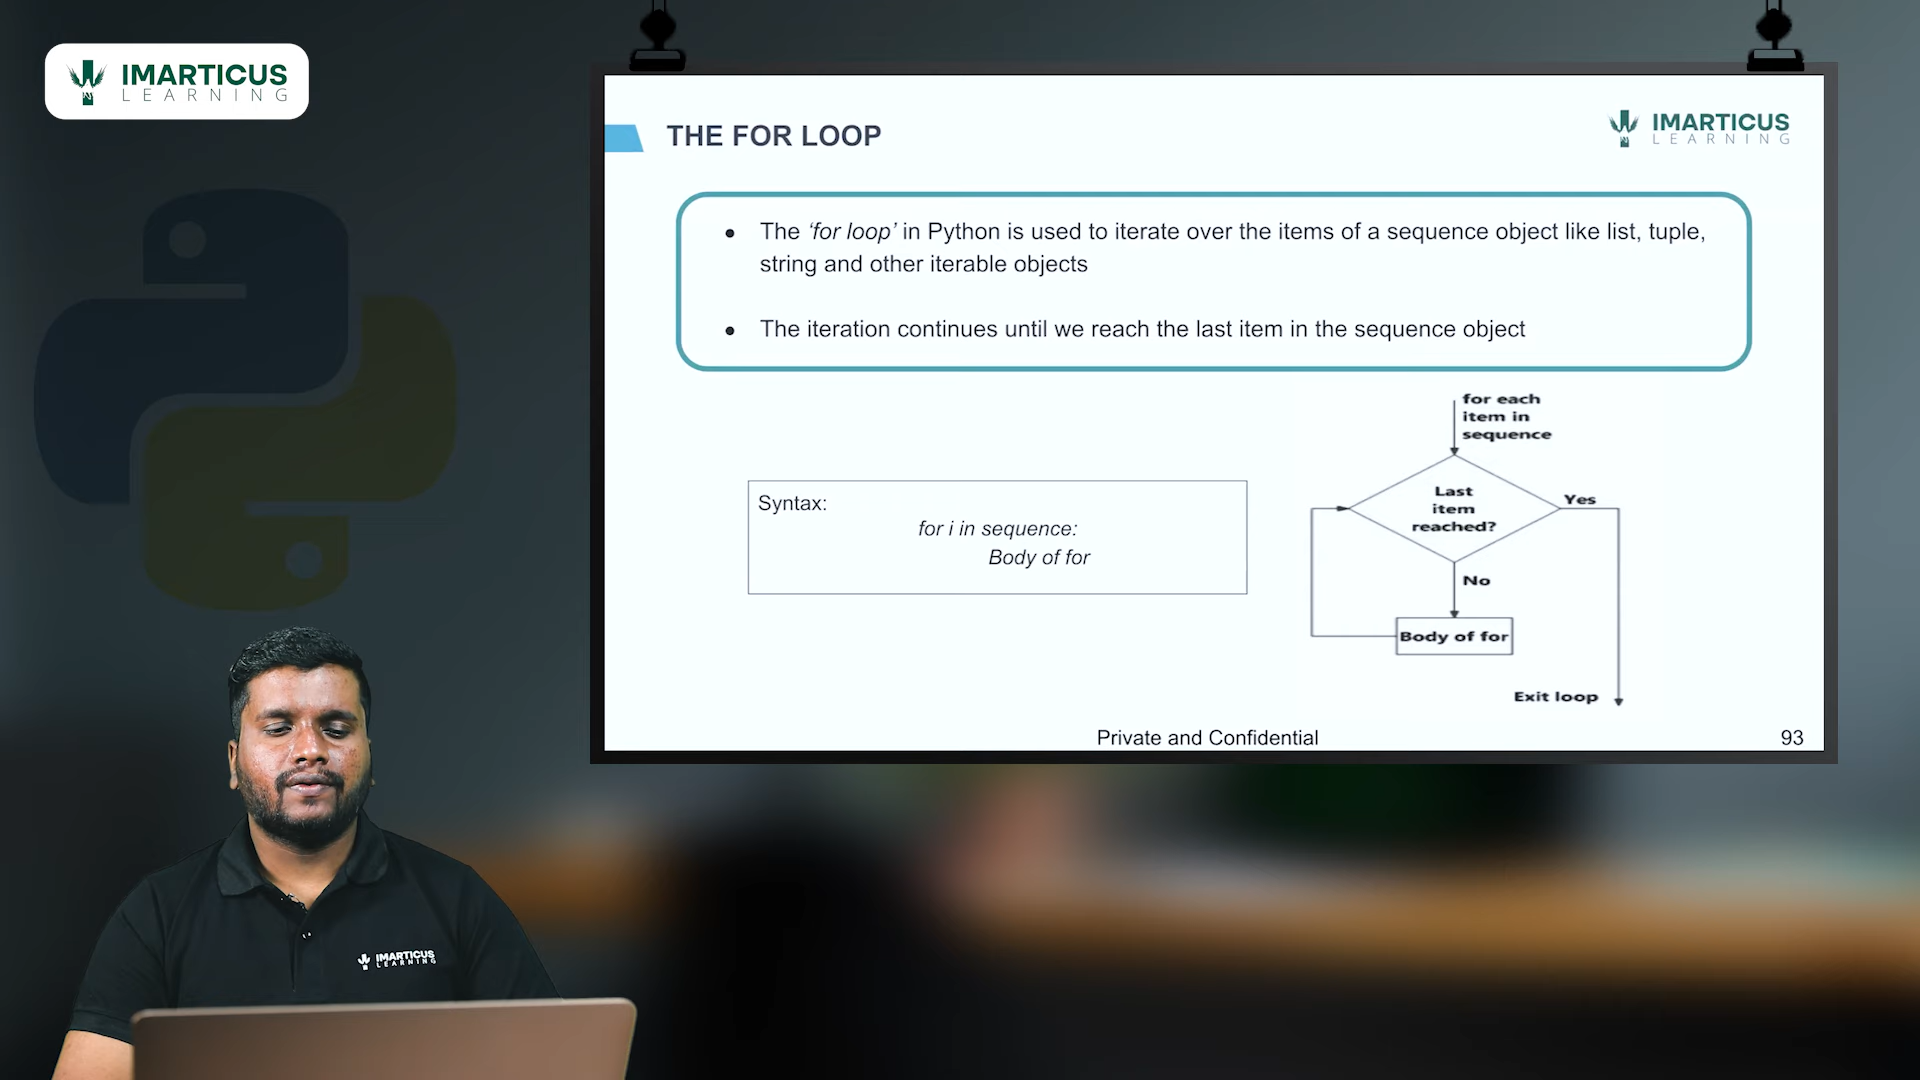 IMARTICUS
LEARNING
THE FOR LOOP
IMARTICUS
LEARNING
● The ‘for loop’ in Python is used to iterate over the items of a sequence object like list, tuple,
string and other iterable objects
● The iteration continues until we reach the last item in the sequence object
Syntax:
for i in sequence:
Body of for
for each
item in
sequence
Last
item
reached?
Yes
No
Body of for
Exit loop
Private and Confidential
93
IMARTICUS
LEARNING